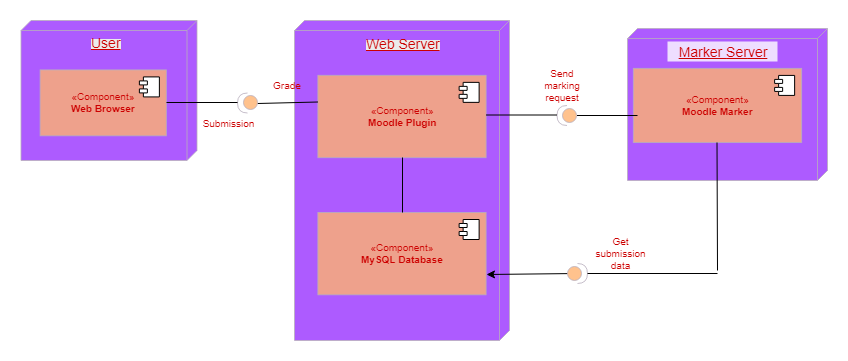 User
«Component»
Web Browser
Submission
Grade
Web Server
«Component»
Moodle Plugin
«Component»
MySQL Database
Send
marking
request
Marker Server
«Component»
Moodle Marker
Get
submission
data